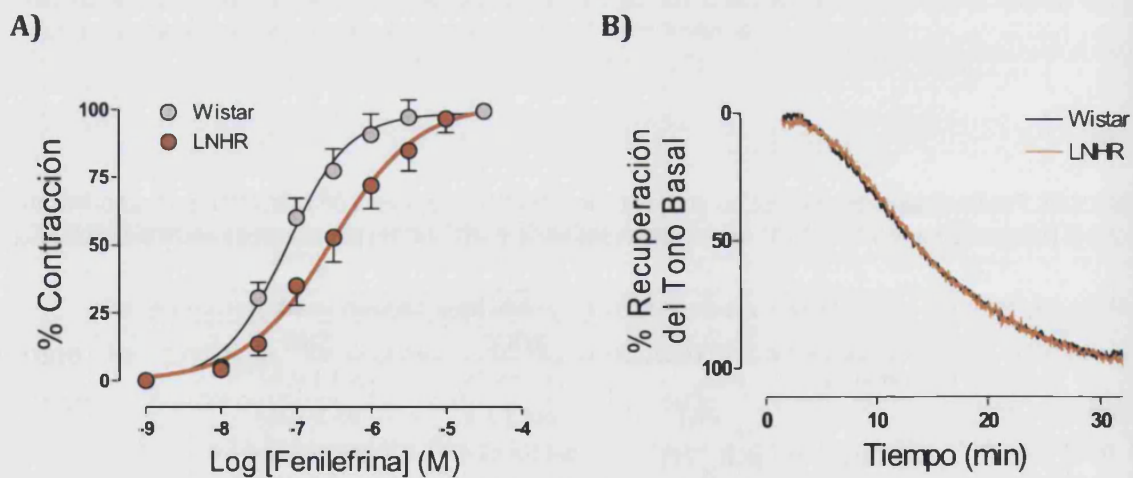 A)
Wistar
LNHR
% Contracción
100
75
50
25
0
-9 -8 -7 -6 -5 -4
Log [Fenilefrina] (M)
B)
Wistar
LNHR
% Recuperación
del Tono Basal
0
50
100
0 10 20 30
Tiempo (min)